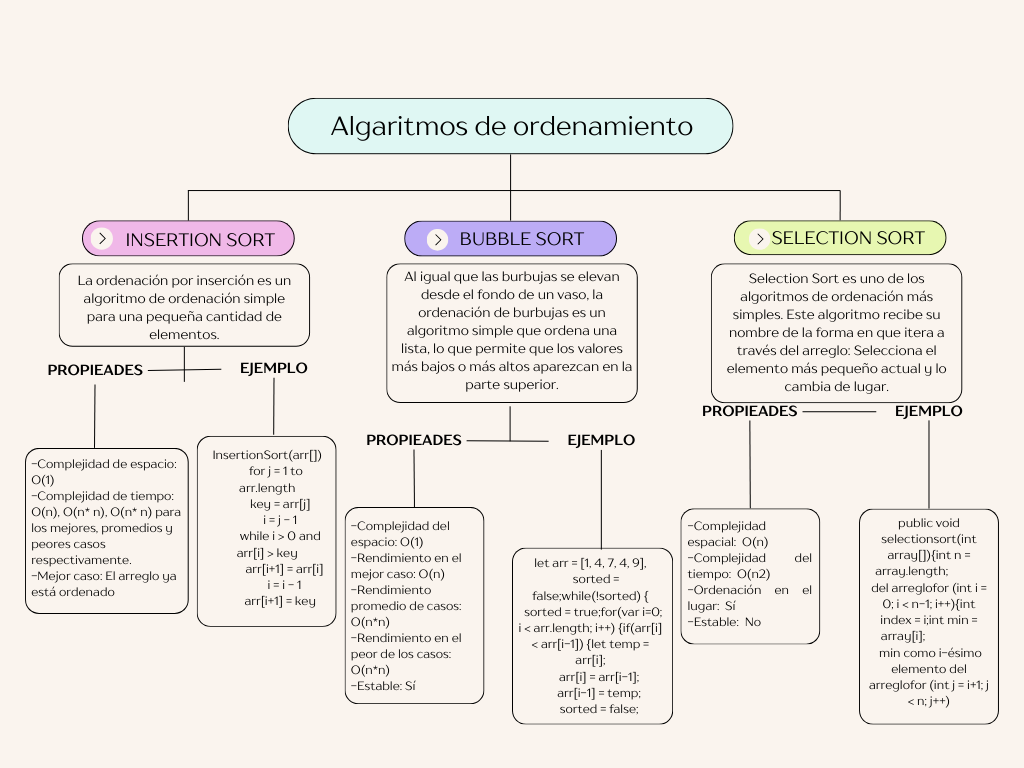 Algaritmos de ordenamiento
INSERTION SORT
La ordenación por inserción es un
algoritmo de ordenación simple
para una pequeña cantidad de
elementos.
PROPIEADES
EJEMPLO
-Complejidad de espacio:
O(1)
-Complejidad de tiempo:
O(n), O(n* n), O(n* n) para
los mejores, promedios y
peores casos
respectivamente.
-Mejor caso: El arreglo ya
está ordenado
InsertionSort(arr[])
for j = 1 to
arr.length
key = arr[j]
i = j - 1
while i > 0 and
arr[i] > key
arr[i+1] = arr[i]
i = i - 1
arr[i+1] = key
BUBBLE SORT
Al igual que las burbujas se elevan
desde el fondo de un vaso, la
ordenación de burbujas es un
algoritmo simple que ordena una
lista, lo que permite que los valores
más bajos o más altos aparezcan en la
parte superior.
PROPIEADES
EJEMPLO
-Complejidad del
espacio: O(1)
-Rendimiento en el
mejor caso: O(n)
-Rendimiento
promedio de casos:
O(n*n)
-Rendimiento en el
peor de los casos:
O(n*n)
-Estable: Sí
let arr = [1, 4, 7, 4, 9],
sorted =
false;while(!sorted) {
sorted = true;for(var i=0;
i < arr.length; i++) {if(arr[i]
< arr[i-1]) {let temp =
arr[i];
arr[i] = arr[i-1];
arr[i-1] = temp;
sorted = false;
SELECTION SORT
Selection Sort es uno de los
algoritmos de ordenación más
simples. Este algoritmo recibe su
nombre de la forma en que itera a
través del arreglo: Selecciona el
elemento más pequeño actual y lo
cambia de lugar.
PROPIEADES
EJEMPLO
-Complejidad
espacial: O(n)
-Complejidad del
tiempo: O(n2)
-Ordenación en el
lugar: Sí
-Estable: No
public void
selectionsort(int
array[]){int n =
array.length;
del arreglofor (int i =
0; i < n-1; i++){int
index = i;int min =
array[i];
min como i-ésimo
elemento del
arreglofor (int j = i+1; j
< n; j++)